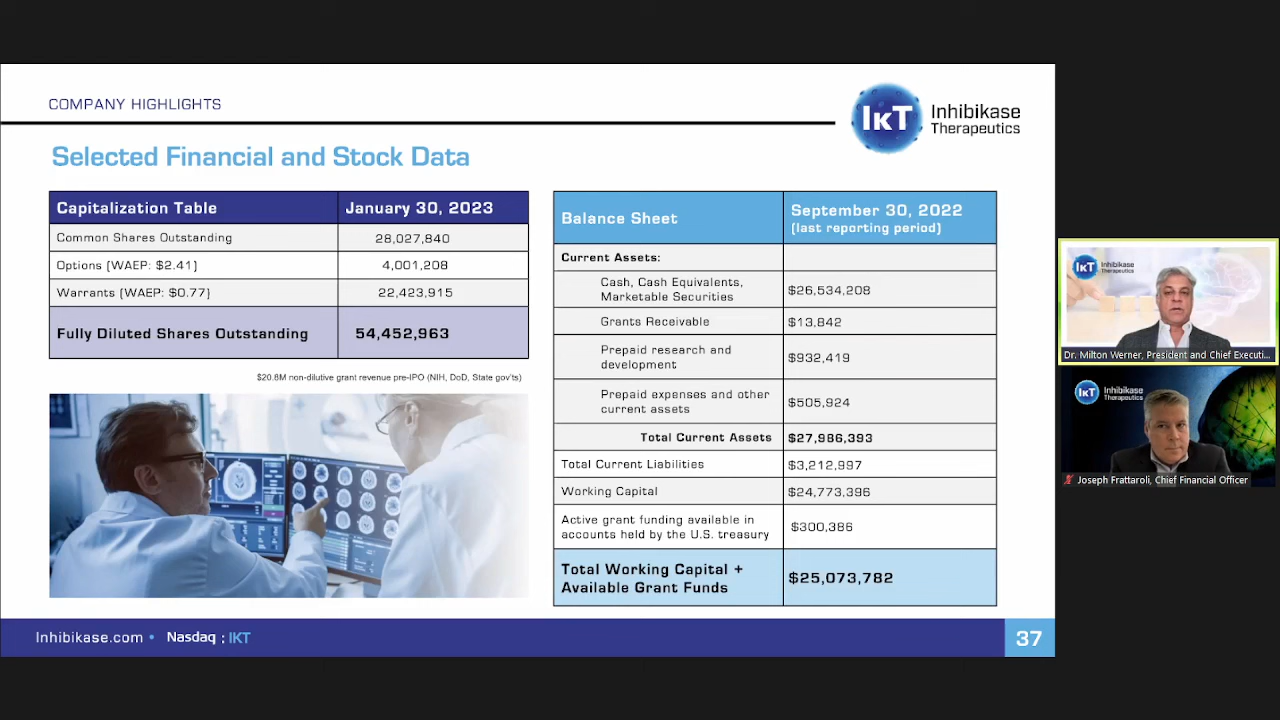 COMPANY HIGHLIGHTS
IKT Inhibikase
Therapeutics
Selected Financial and Stock Data
Capitalization Table January 30, 2023
Common Shares Outstanding 28,027,840
Options (WAEP: $2.41) 4,001,208
Warrants (WAEP: $0.77) 22,423,915
Fully Diluted Shares Outstanding 54,452,963
$20.8M non-dilutive grant revenue pre-IPO (NIH, DoD, State gov'ts)
Balance Sheet September 30, 2022
(last reporting period)
Current Assets:
Cash, Cash Equivalents,
Marketable Securities $26,534,208
Grants Receivable $13,842
Prepaid research and
development $932,419
Prepaid expenses and other
current assets $505,924
Total Current Assets $27,986,393
Total Current Liabilities $3,212,997
Working Capital $24,773,396
Active grant funding available in
accounts held by the U.S. treasury $300,386
Total Working Capital +
Available Grant Funds $25,073,782
Inhibikase.com • Nasdaq : IKT
37
IKT Inhibikase
Therapeutics
Dr. Milton Werner, President and Chief Executi...
IKT Inhibikase
Therapeutics
Joseph Frattaroli, Chief Financial Officer